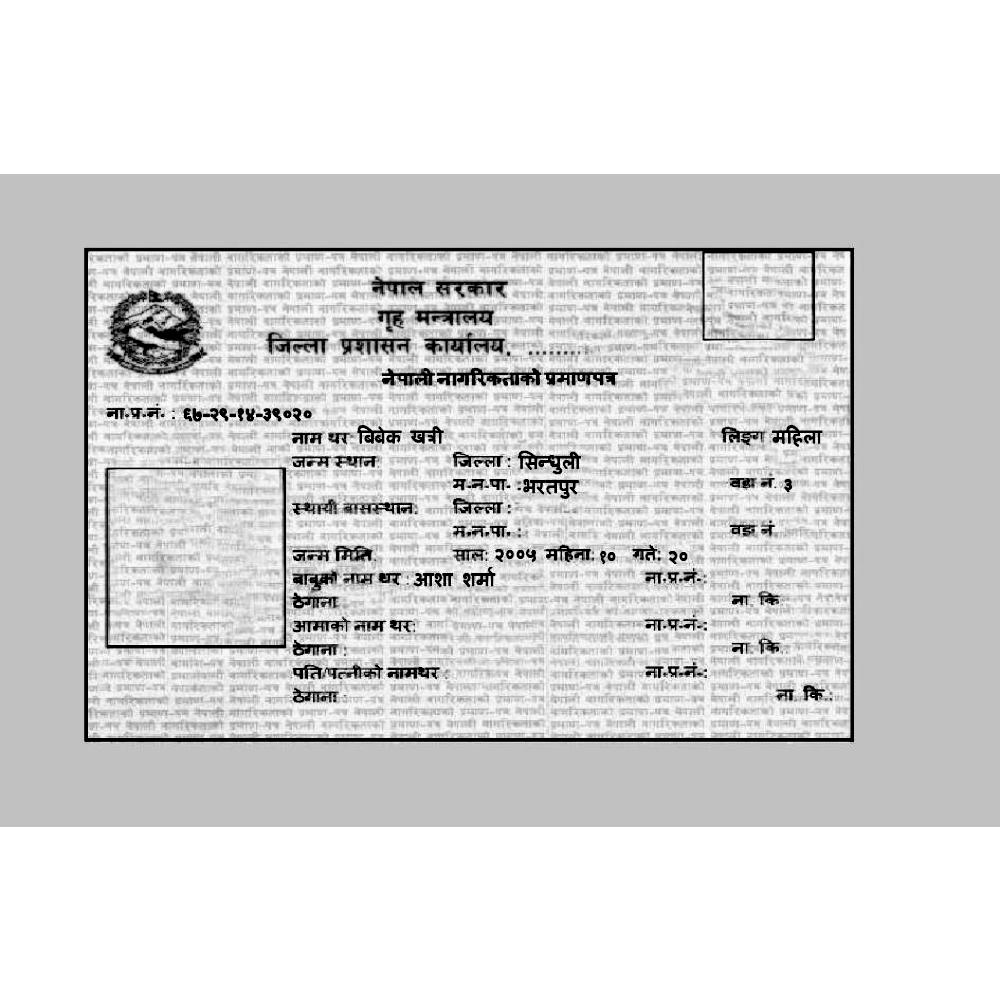 नेपाल सरकार
गृह मन्त्रालय
जिल्ला प्रशासन कार्यालय, .........
नेपाली नागरिकताको प्रमाणपत्र
ना.प्र.नं. : ६७-२९-१४-३९०२०
नाम थर बिबेक खत्री लिङ्ग महिला
जन्म स्थान: जिल्ला : सिन्धुली
म.न.पा. :भरतपुर वडा नं. ३
स्थायी बासस्थान: जिल्ला :
म.न.पा. : वडा नं
जन्म मिति साल: २००५ महिना: १० गते: २०
बाबुको नाम थर : आशा शर्मा ना.प्र.नं.:
ठेगाना ना. कि.
आमाको नाम थर: ना.प्र.नं.:
ठेगाना : ना. कि.:
पति/पत्नीको नामथर : ना.प्र.नं.:
ठेगाना : ना. कि.: